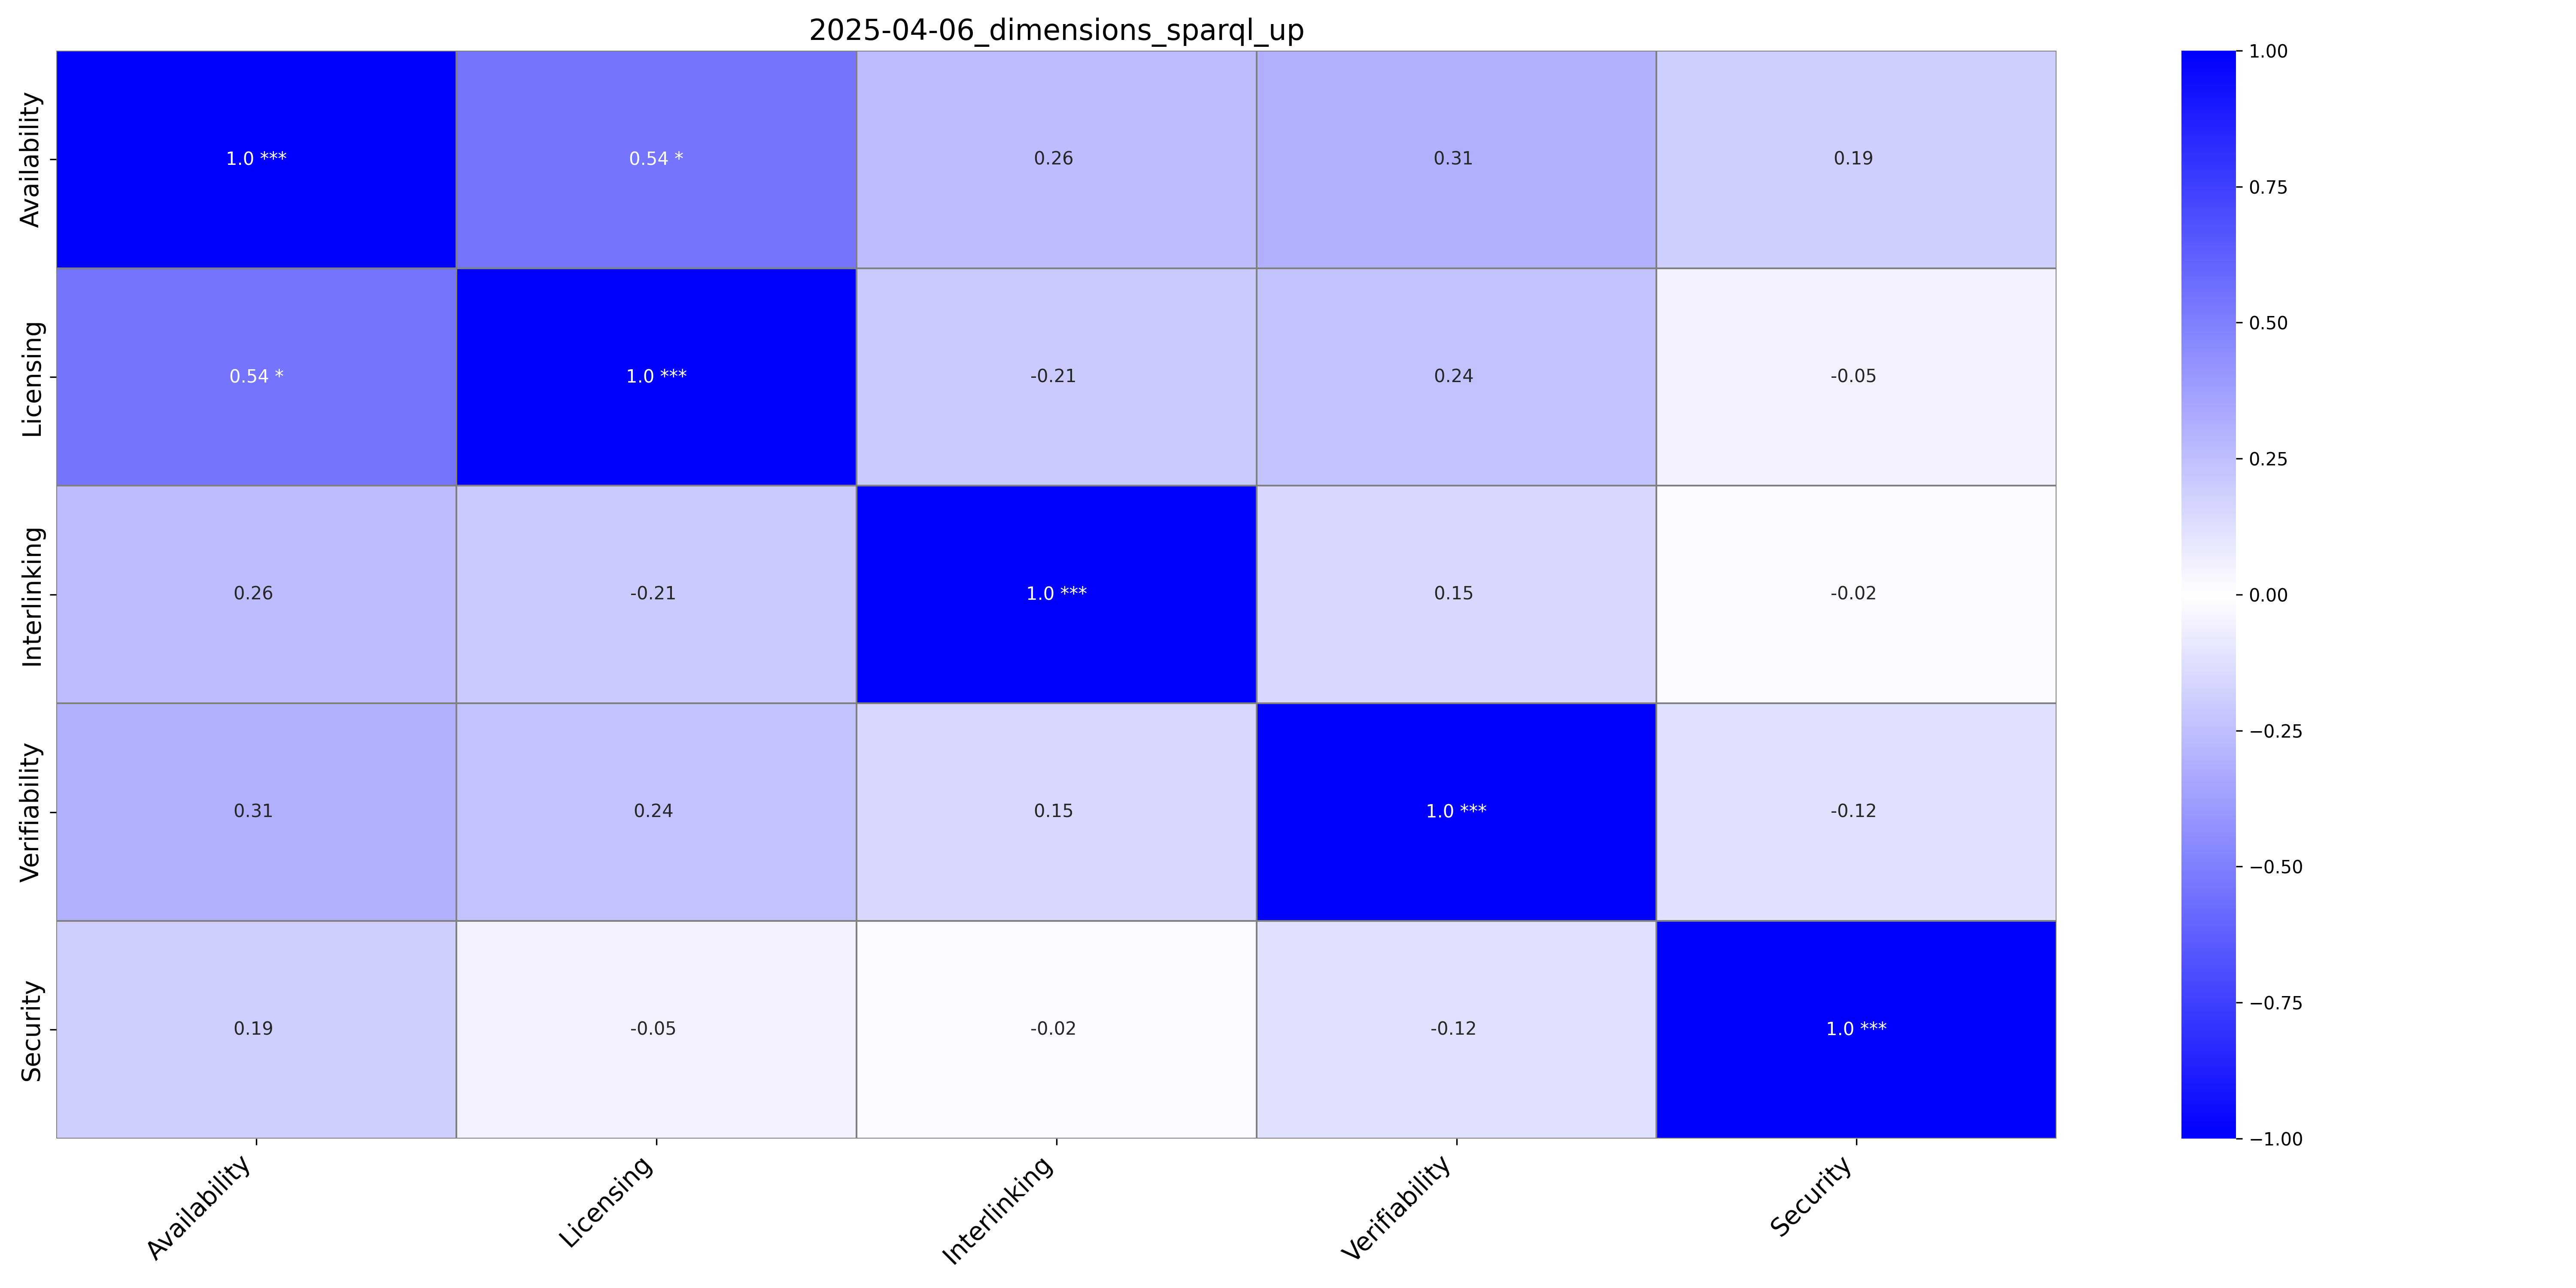 2025-04-06_dimensions_sparql_up
Availability 1.0 *** 0.54 * 0.26 0.31 0.19
Licensing 0.54 * 1.0 *** -0.21 0.24 -0.05
Interlinking 0.26 -0.21 1.0 *** 0.15 -0.02
Verifiability 0.31 0.24 0.15 1.0 *** -0.12
Security 0.19 -0.05 -0.02 -0.12 1.0 ***
Availability Licensing Interlinking Verifiability Security
1.00
0.75
0.50
0.25
0.00
−0.25
−0.50
−0.75
−1.00